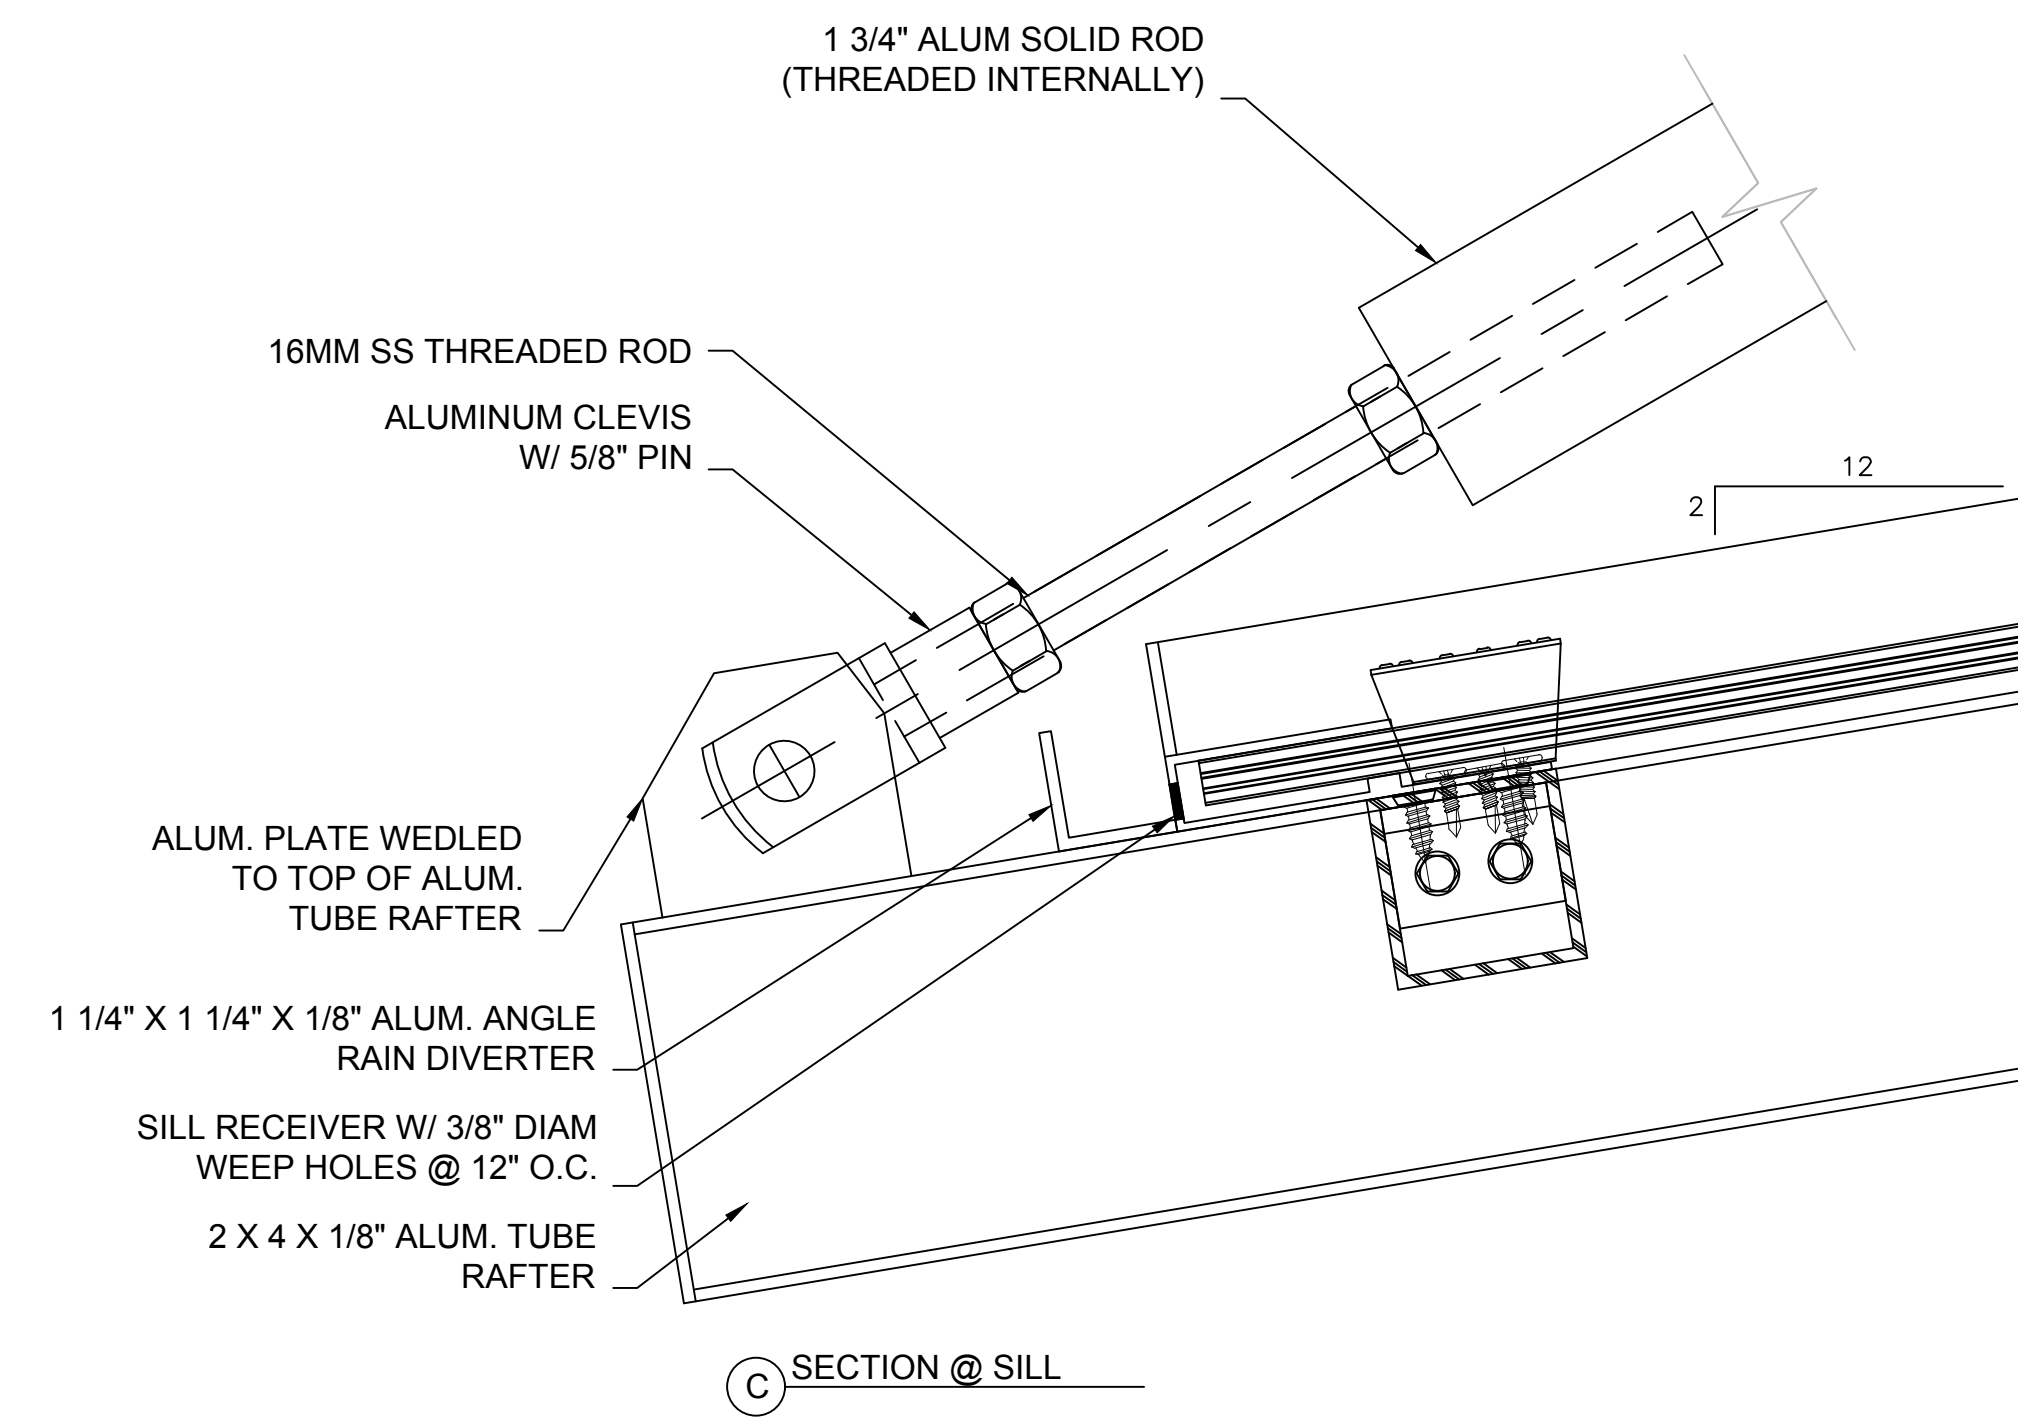 1 3/4" ALUM SOLID ROD
(THREADED INTERNALLY)
16MM SS THREADED ROD
ALUMINUM CLEVIS
W/ 5/8" PIN
12
2
ALUM. PLATE WEDLED
TO TOP OF ALUM.
TUBE RAFTER
1 1/4" X 1 1/4" X 1/8" ALUM. ANGLE
RAIN DIVERTER
SILL RECEIVER W/ 3/8" DIAM
WEEP HOLES @ 12" O.C.
2 X 4 X 1/8" ALUM. TUBE
RAFTER
C SECTION @ SILL